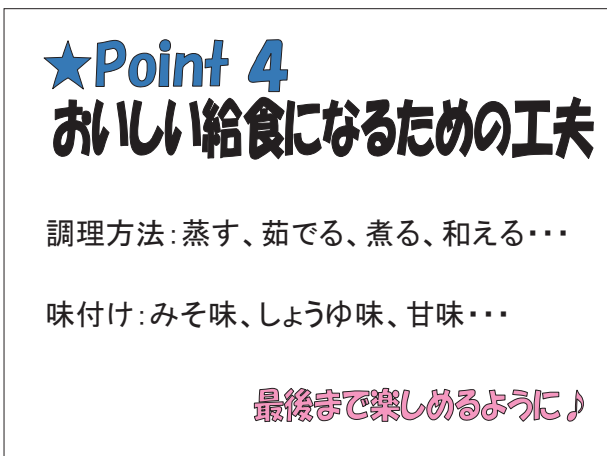 ★Point 4
おいしい給食になるための工夫
調理方法：蒸す、茹でる、煮る、和える・・・
味付け：みそ味、しょうゆ味、甘味・・・
最後まで楽しめるように♪